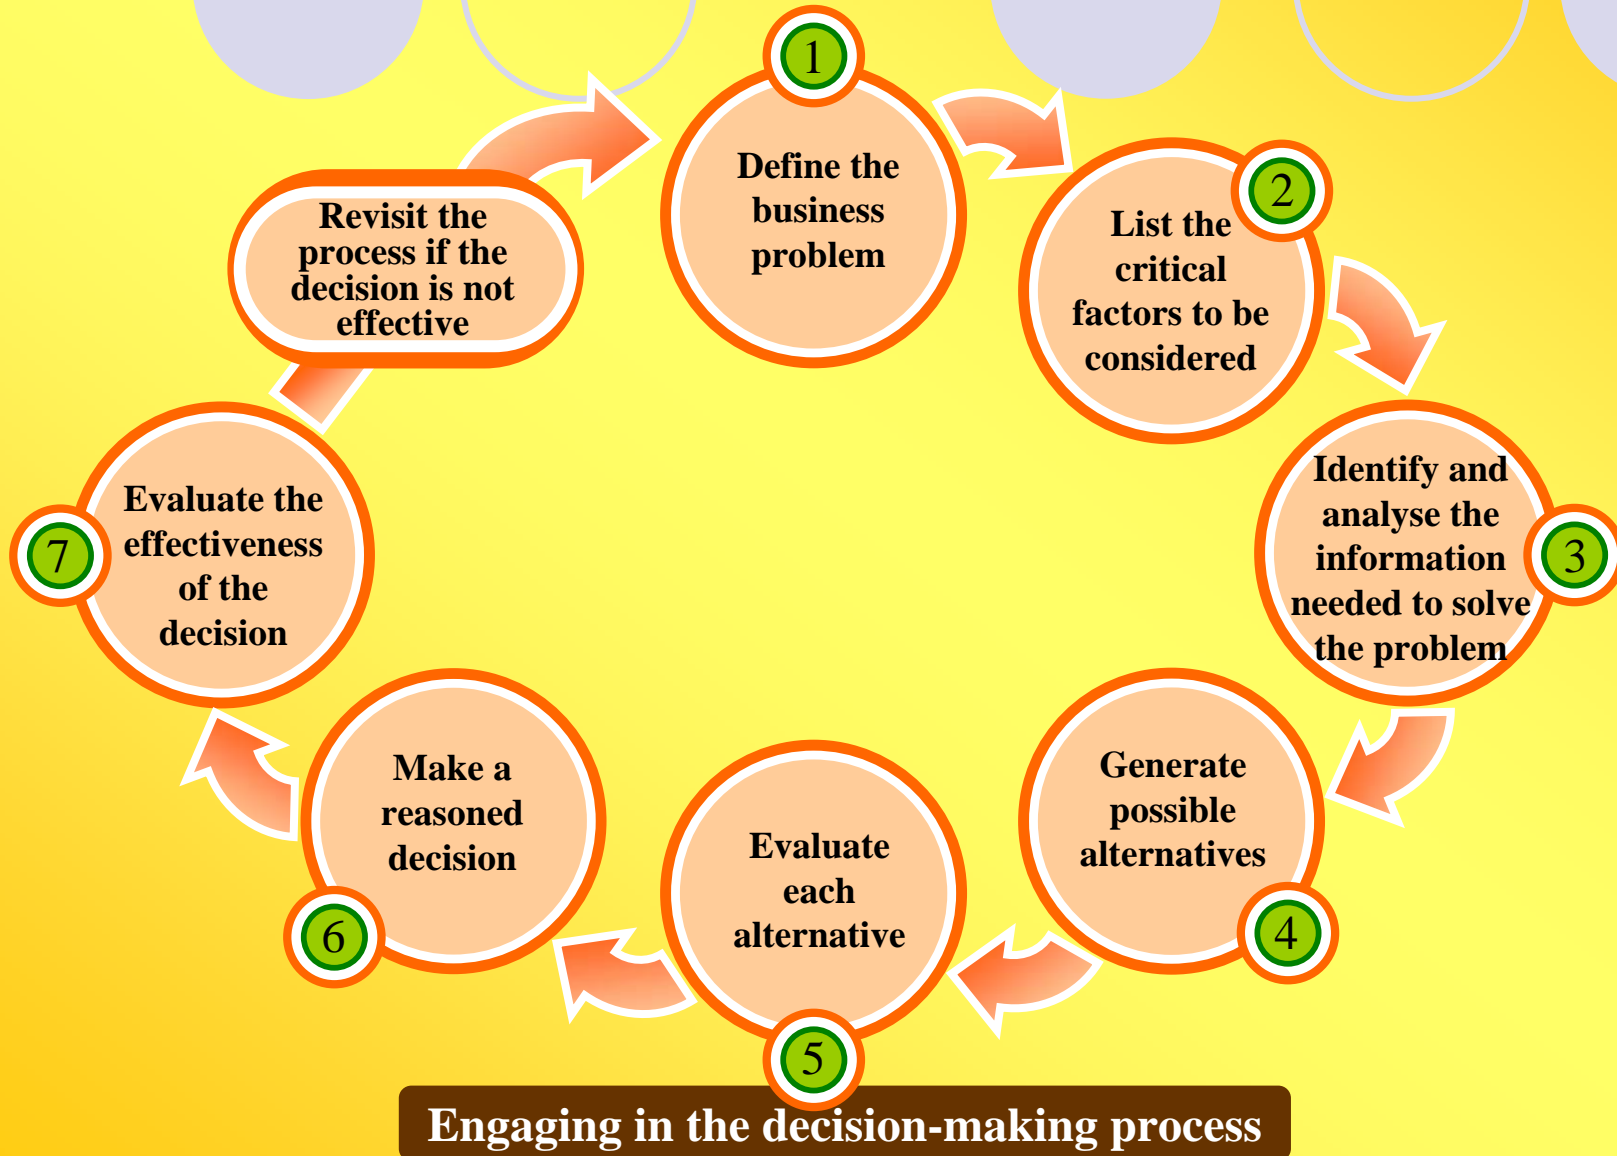 1
Define the
business
problem
2
List the
critical
factors to be
considered
3
Identify and
analyse the
information
needed to solve
the problem
4
Generate
possible
alternatives
5
Evaluate
each
alternative
6
Make a
reasoned
decision
7
Evaluate the
effectiveness
of the
decision
Revisit the
process if the
decision is not
effective
Engaging in the decision-making process